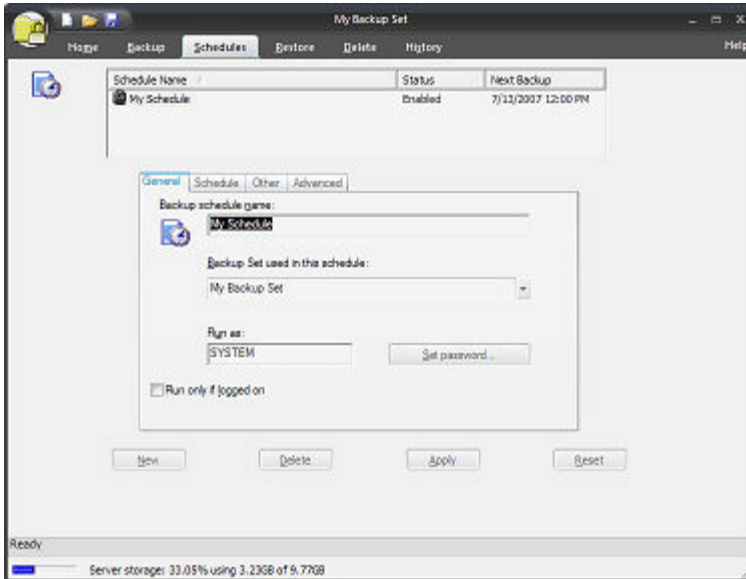 My Backup Set
Home Backup Schedules Restore Delete History Help
Schedule Name Status Next Backup
My Schedule Enabled 7/13/2007 12:00 PM
General Schedule Other Advanced
Backup schedule name:
My Schedule
Backup Set used in this schedule:
My Backup Set
Run as:
SYSTEM Set password...
Run only if logged on
New Delete Apply Reset
Ready
Server storage: 33.05% using 3.23GB of 9.77GB